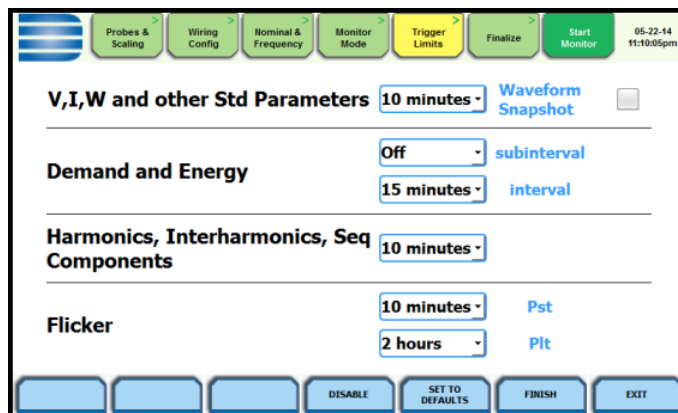 Probes & Scaling > Wiring Config > Nominal & Frequency > Monitor Mode > Trigger Limits > Finalize > Start Monitor 05-22-14 11:10:05pm
V,I,W and other Std Parameters 10 minutes Waveform Snapshot
Off subinterval
Demand and Energy
15 minutes interval
Harmonics, Interharmonics, Seq
Components
10 minutes
10 minutes Pst
Flicker
2 hours Plt
DISABLE SET TO DEFAULTS FINISH EXIT